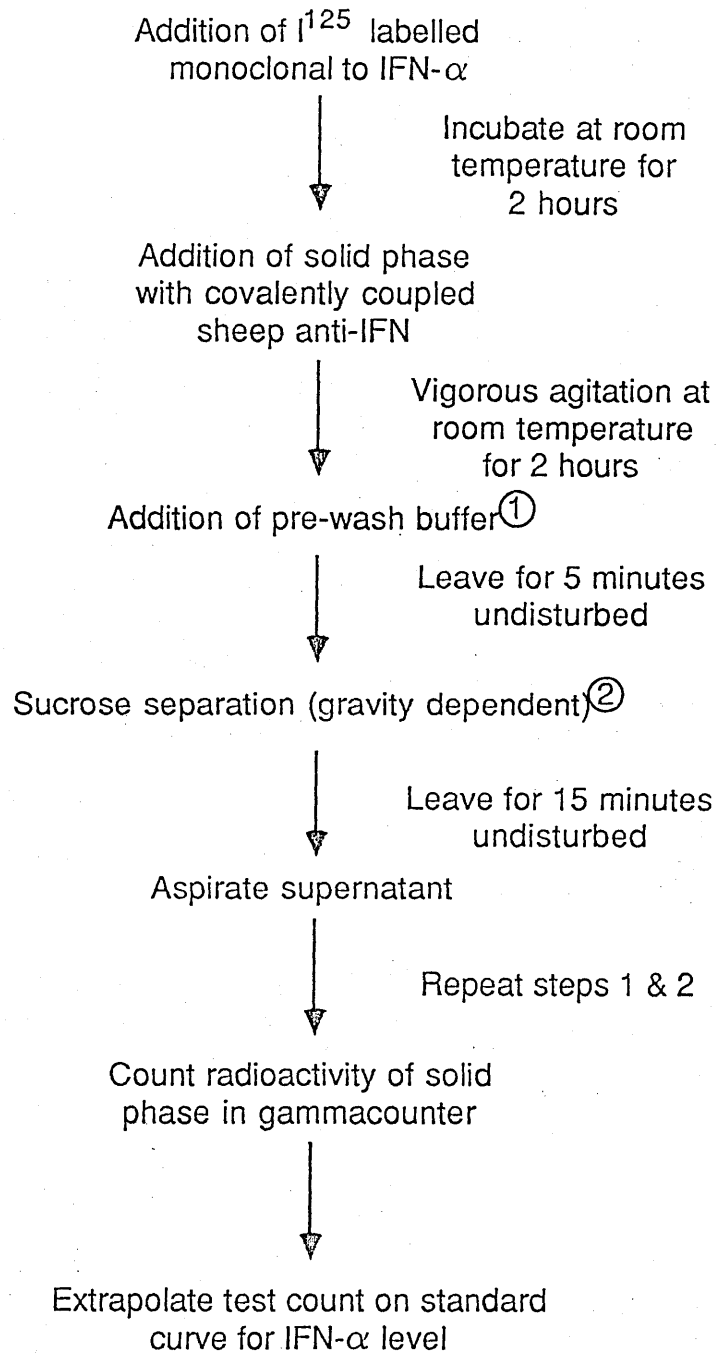 Addition of I¹²⁵ labelled
monoclonal to IFN-α
Incubate at room
temperature for
2 hours
Addition of solid phase
with covalently coupled
sheep anti-IFN
Vigorous agitation at
room temperature
for 2 hours
Addition of pre-wash buffer①
Leave for 5 minutes
undisturbed
Sucrose separation (gravity dependent)②
Leave for 15 minutes
undisturbed
Aspirate supernatant
Repeat steps 1 & 2
Count radioactivity of solid
phase in gammacounter
Extrapolate test count on standard
curve for IFN-α level